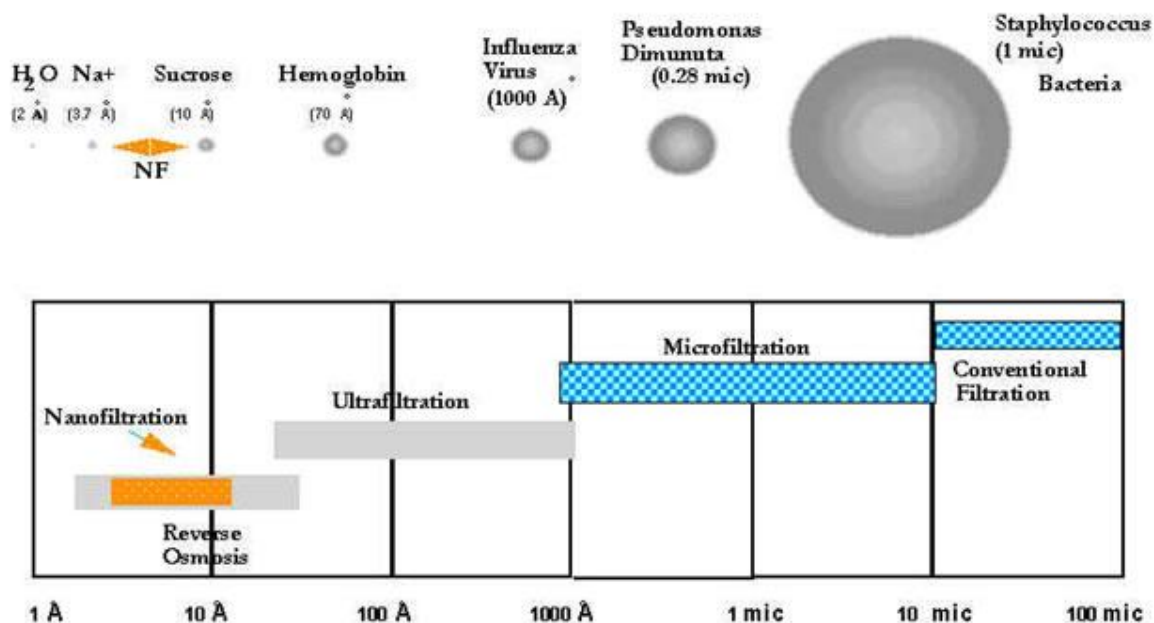 H2O
(2 Å)
Na+
(3.7 Å)
Sucrose
(10 Å)
Hemoglobin
(70 Å)
Influenza
Virus
(1000 Å)
Pseudomonas
Dimunuta
(0.28 mic)
Staphylococcus
(1 mic)
Bacteria
NF
Microfiltration
Conventional
Filtration
Ultrafiltration
Nanofiltration
Reverse
Osmosis
1 Å 10 Å 100 Å 1000 Å 1 mic 10 mic 100 mic